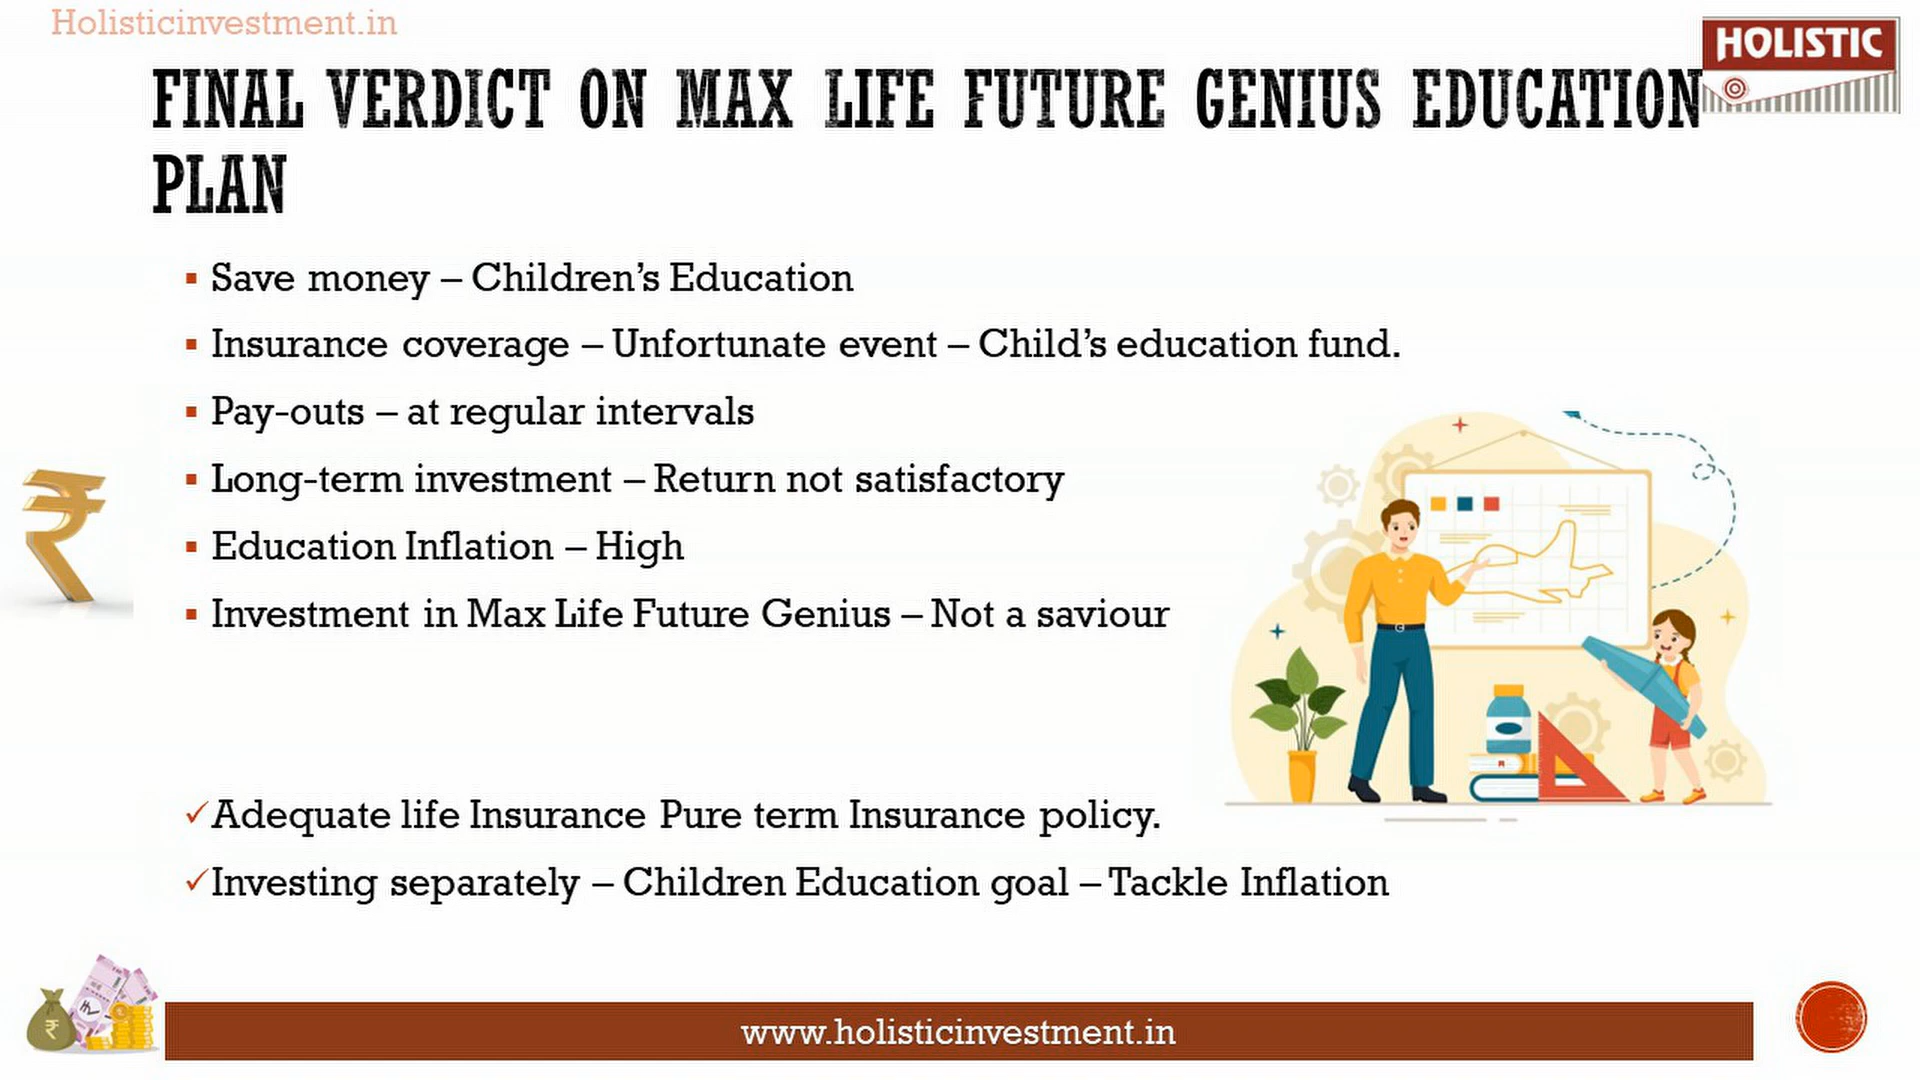 Holisticinvestment.in
HOLISTIC
FINAL VERDICT ON MAX LIFE FUTURE GENIUS EDUCATION
PLAN
Save money – Children’s Education
Insurance coverage – Unfortunate event – Child’s education fund.
Pay-outs – at regular intervals
Long-term investment – Return not satisfactory
Education Inflation – High
Investment in Max Life Future Genius – Not a saviour
✓Adequate life Insurance Pure term Insurance policy.
✓Investing separately – Children Education goal – Tackle Inflation
www.holisticinvestment.in